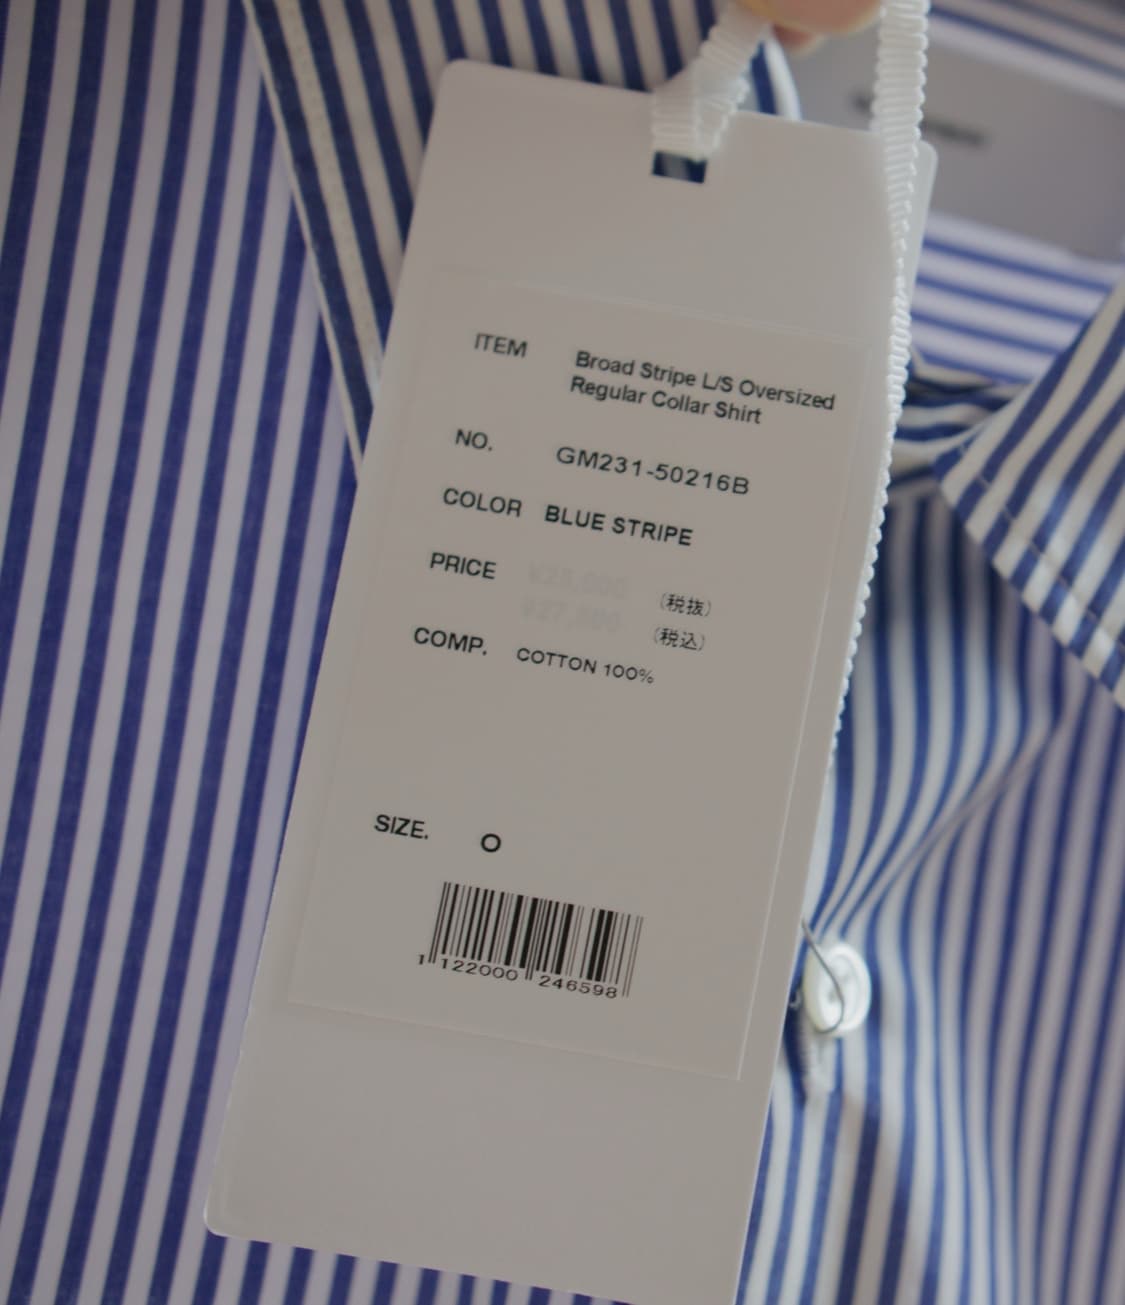 ITEM Broad Stripe L/S Oversized
Regular Collar Shirt
NO. GM231-50216B
COLOR BLUE STRIPE
PRICE (税抜)
(税込)
COMP. COTTON 100%
SIZE. O
1 122000 246598